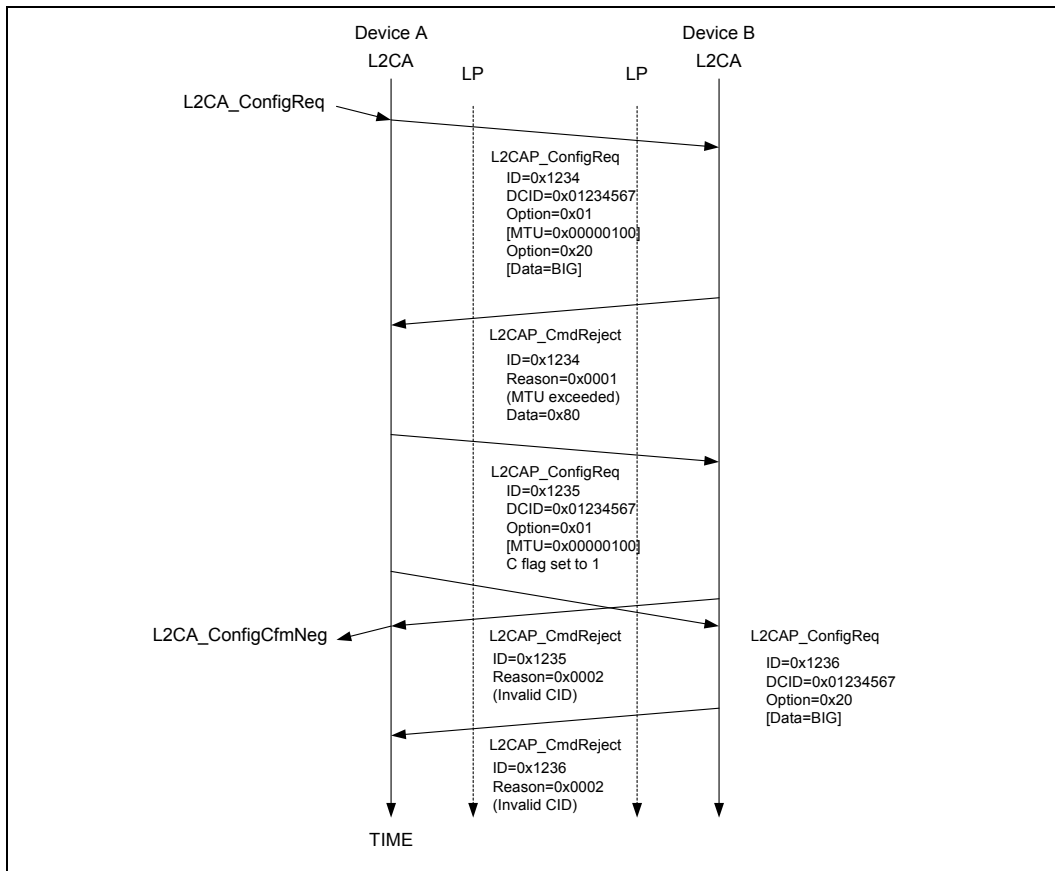 Device A
L2CA
LP
LP
Device B
L2CA
L2CA_ConfigReq
L2CAP_ConfigReq
ID=0x1234
DCID=0x01234567
Option=0x01
[MTU=0x00000100]
Option=0x20
[Data=BIG]
L2CAP_CmdReject
ID=0x1234
Reason=0x0001
(MTU exceeded)
Data=0x80
L2CAP_ConfigReq
ID=0x1235
DCID=0x01234567
Option=0x01
[MTU=0x00000100]
C flag set to 1
L2CA_ConfigCfmNeg
L2CAP_CmdReject
ID=0x1235
Reason=0x0002
(Invalid CID)
L2CAP_ConfigReq
ID=0x1236
DCID=0x01234567
Option=0x20
[Data=BIG]
L2CAP_CmdReject
ID=0x1236
Reason=0x0002
(Invalid CID)
TIME